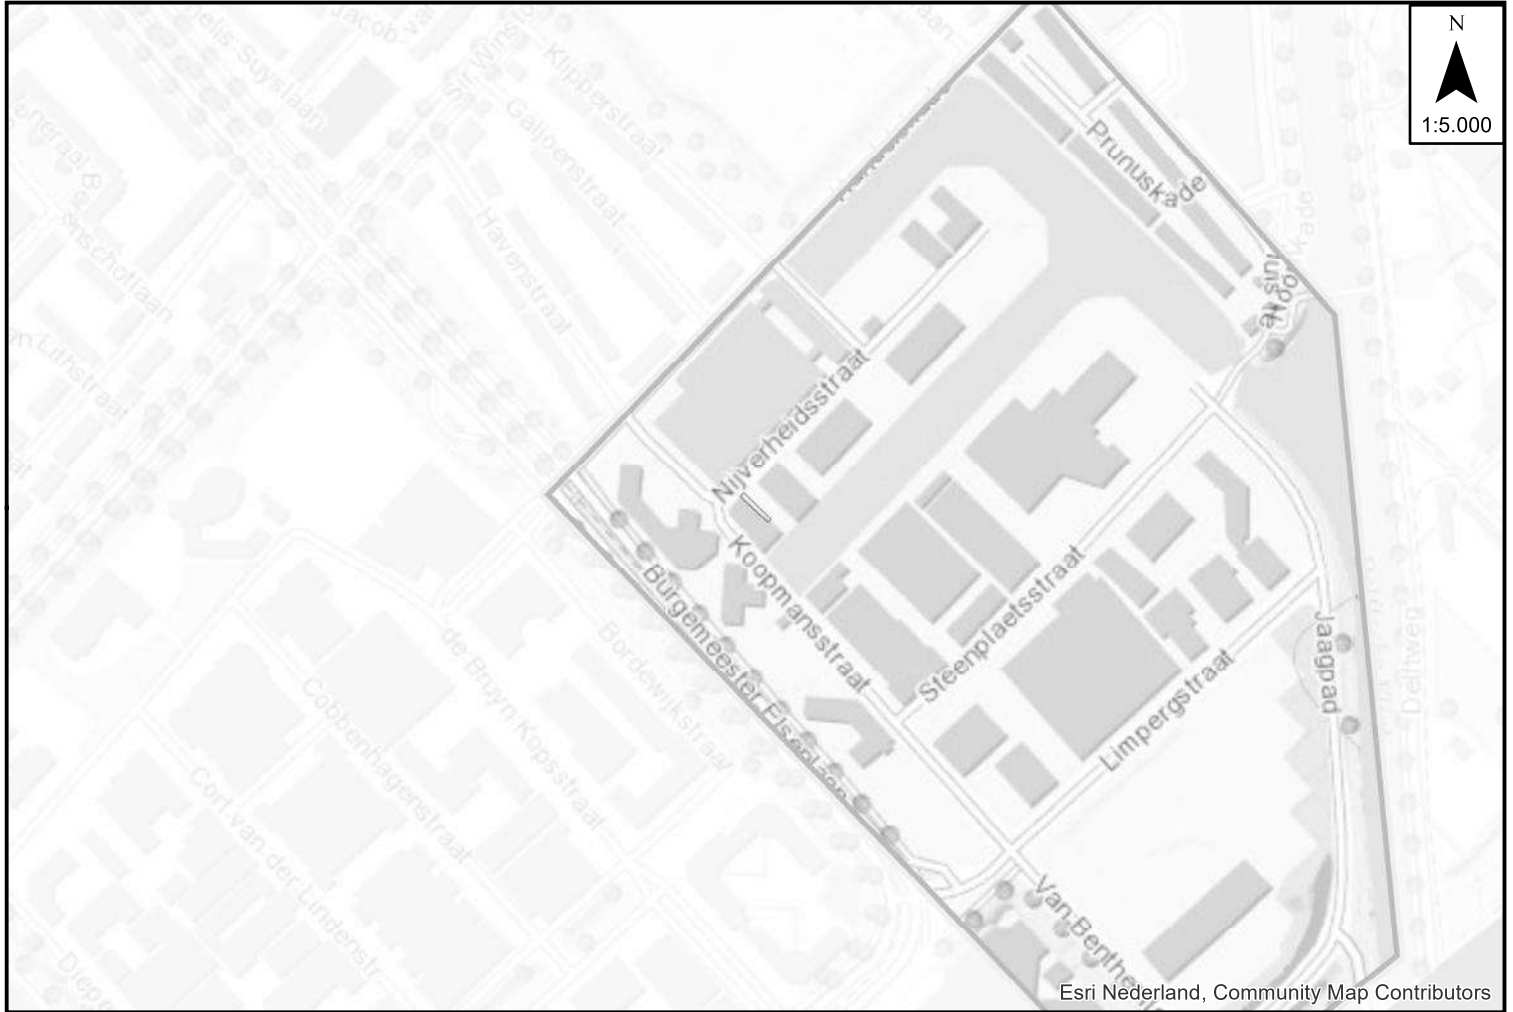 N
1:5.000
Klipperstraat
Galjoenstraat
Havenstraat
Prunuskade
Nijverheidsstraat
Koopmansstraat
Burgemeester Elsenlaan
Steenplaetsstraat
Limpergstraat
Jaagpad
Delftweg
Bordewijkstraat
de Bruyn Kopsstraat
Cobbenhagenstraat
Cort van der Lindenstr
Esri Nederland, Community Map Contributors